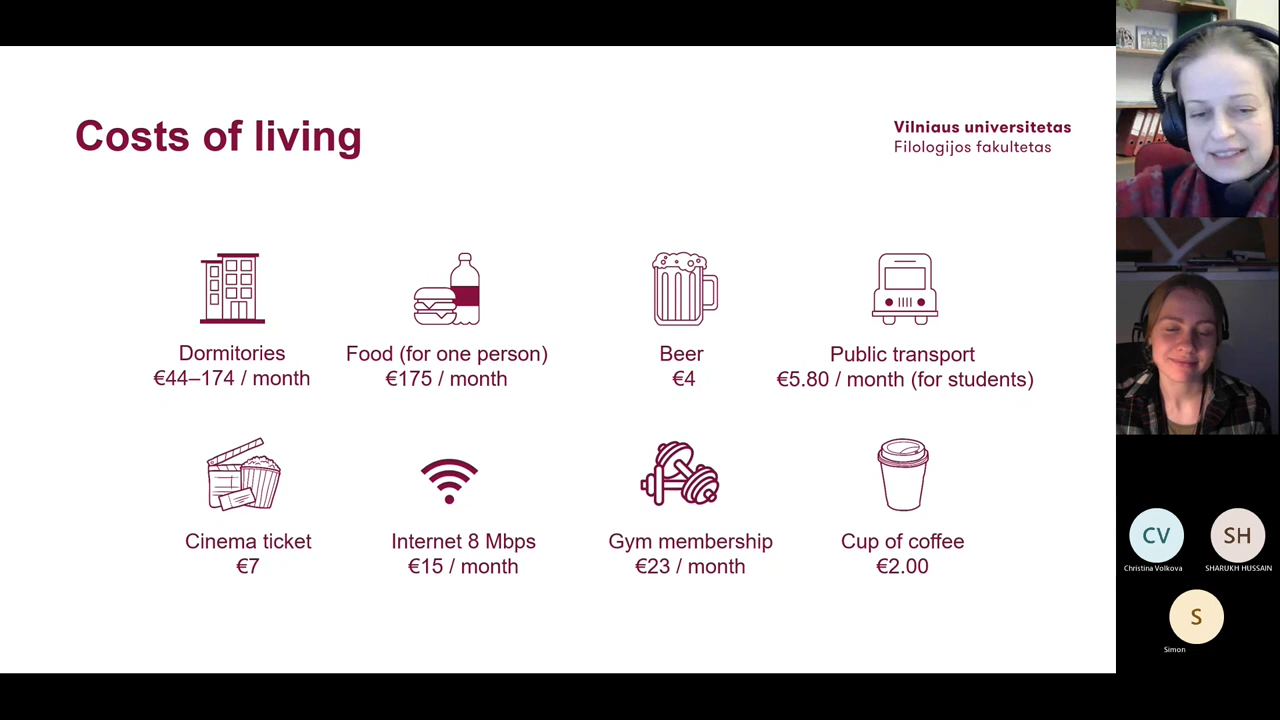 Costs of living
Vilniaus universitetas
Filologijos fakultetas
Dormitories
€44–174 / month
Food (for one person)
€175 / month
Beer
€4
Public transport
€5.80 / month (for students)
Cinema ticket
€7
Internet 8 Mbps
€15 / month
Gym membership
€23 / month
Cup of coffee
€2.00
CV
Christina Volkova
SH
SHARUKH HUSSAIN
S
Simon